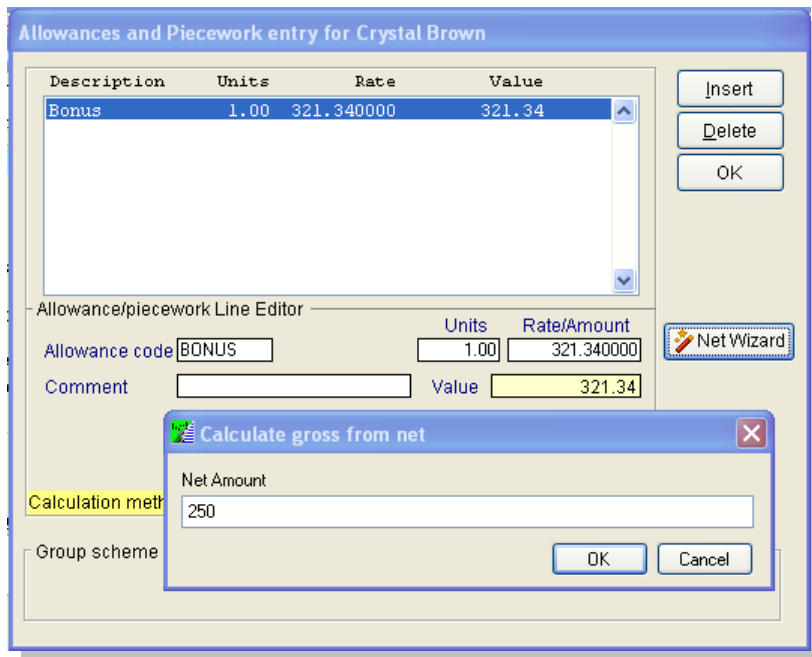 Allowances and Piecework entry for Crystal Brown
Description Units Rate Value
Bonus 1.00 321.340000 321.34
Insert
Delete
OK
Allowance/piecework Line Editor
Units Rate/Amount
Allowance code BONUS 1.00 321.340000
Net Wizard
Comment Value 321.34
Calculate gross from net
Net Amount
250
Calculation meth
Group scheme
OK Cancel